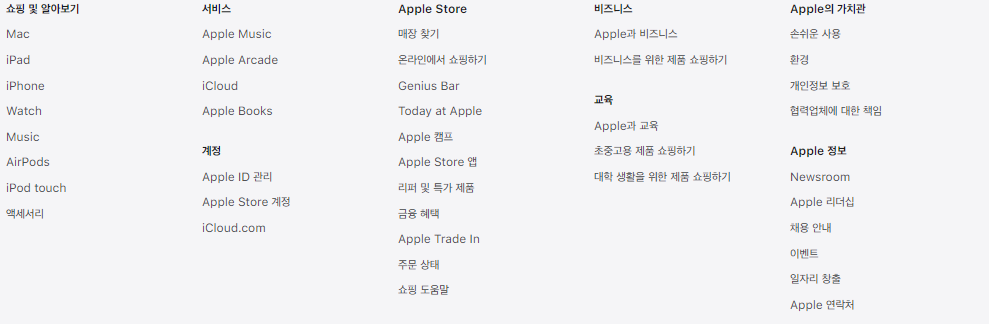 쇼핑 및 알아보기
Mac
iPad
iPhone
Watch
Music
AirPods
iPod touch
액세서리
서비스
Apple Music
Apple Arcade
iCloud
Apple Books
계정
Apple ID 관리
Apple Store 계정
iCloud.com
Apple Store
매장 찾기
온라인에서 쇼핑하기
Genius Bar
Today at Apple
Apple 캠프
Apple Store 앱
리퍼 및 특가 제품
금융 혜택
Apple Trade In
주문 상태
쇼핑 도움말
비즈니스
Apple과 비즈니스
비즈니스를 위한 제품 쇼핑하기
교육
Apple과 교육
초중고용 제품 쇼핑하기
대학 생활을 위한 제품 쇼핑하기
Apple의 가치관
손쉬운 사용
환경
개인정보 보호
협력업체에 대한 책임
Apple 정보
Newsroom
Apple 리더십
채용 안내
이벤트
일자리 창출
Apple 연락처